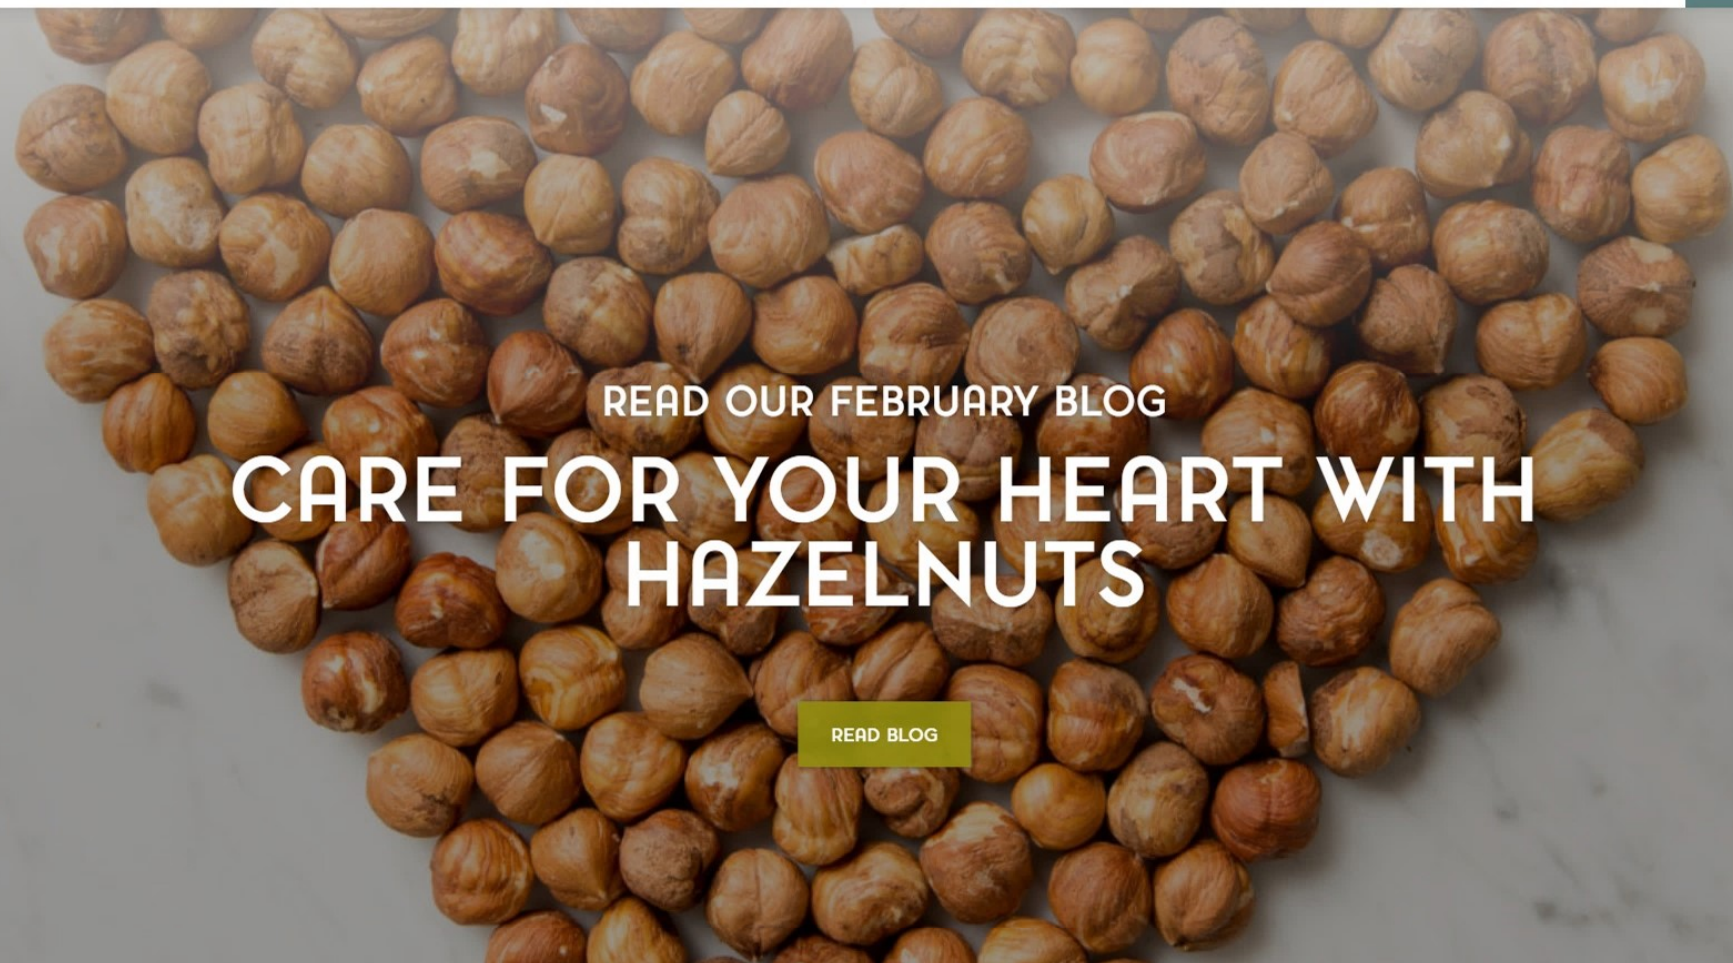 READ OUR FEBRUARY BLOG
CARE FOR YOUR HEART WITH
HAZELNUTS
READ BLOG